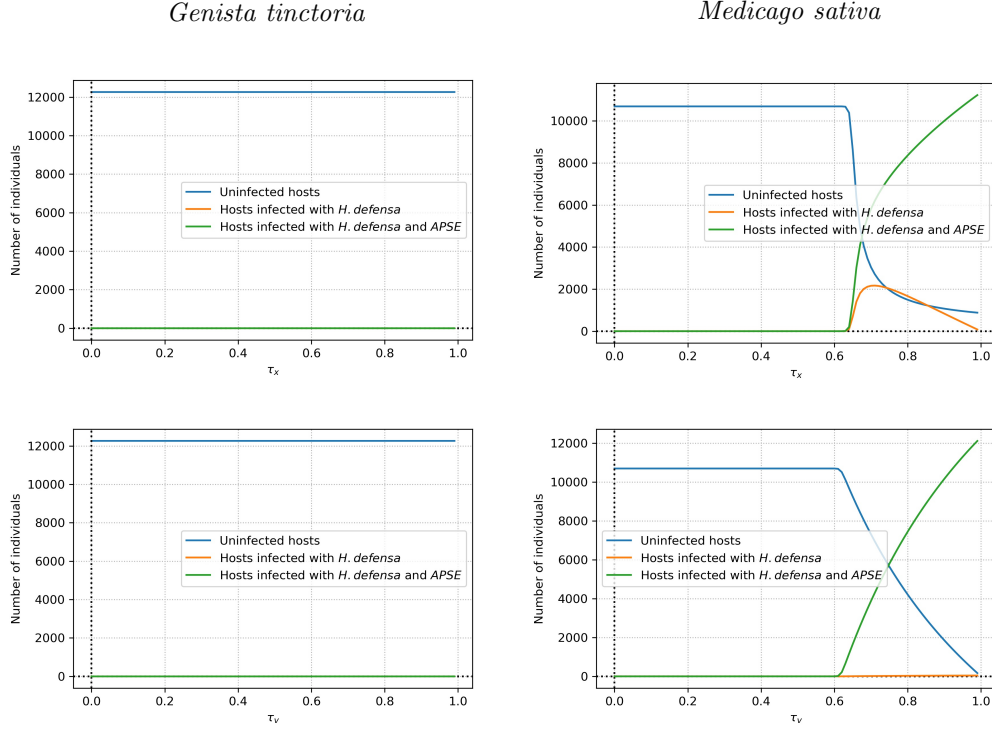 Genista tinctoria
Medicago sativa
Number of individuals
12000
10000
8000
6000
4000
2000
0
Uninfected hosts
Hosts infected with H. defensa
Hosts infected with H. defensa and APSE
0.0 0.2 0.4 0.6 0.8 1.0
τx
Number of individuals
10000
8000
6000
4000
2000
0
Uninfected hosts
Hosts infected with H. defensa
Hosts infected with H. defensa and APSE
0.0 0.2 0.4 0.6 0.8 1.0
τx
Number of individuals
12000
10000
8000
6000
4000
2000
0
Uninfected hosts
Hosts infected with H. defensa
Hosts infected with H. defensa and APSE
0.0 0.2 0.4 0.6 0.8 1.0
τv
Number of individuals
12000
10000
8000
6000
4000
2000
0
Uninfected hosts
Hosts infected with H. defensa
Hosts infected with H. defensa and APSE
0.0 0.2 0.4 0.6 0.8 1.0
τv